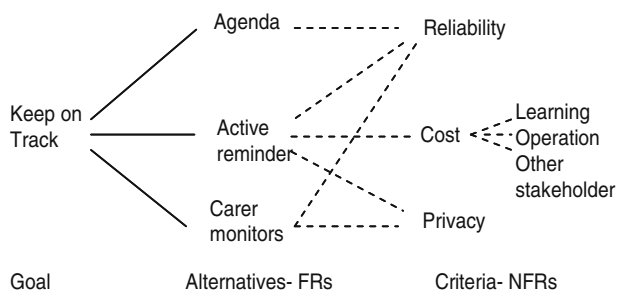 Agenda
Reliability
Keep on
Track
Active
reminder
Cost
Learning
Operation
Other
stakeholder
Carer
monitors
Privacy
Goal
Alternatives- FRs
Criteria- NFRs